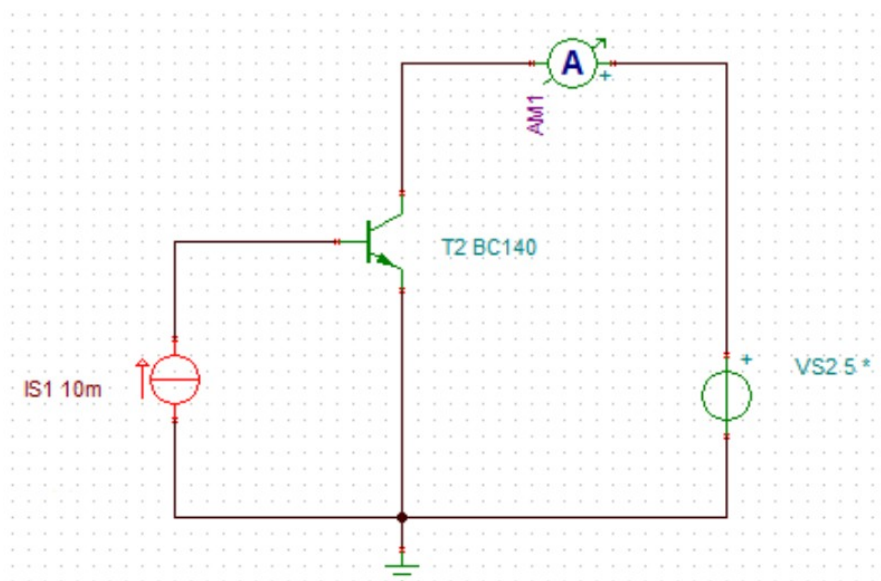 A
+
AM1
T2 BC140
+
VS2 5 *
IS1 10m